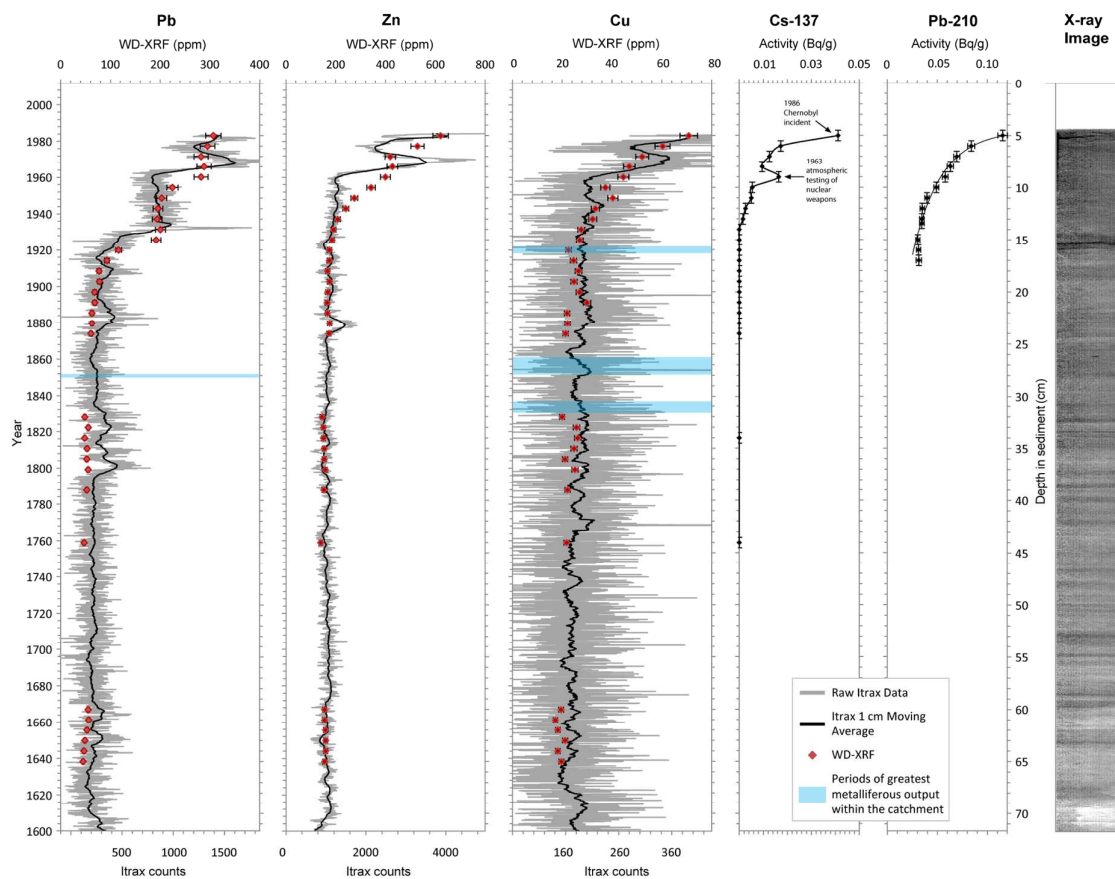 Pb
Zn
Cu
Cs-137
Pb-210
X-ray
Image
WD-XRF (ppm)
WD-XRF (ppm)
WD-XRF (ppm)
Activity (Bq/g)
Activity (Bq/g)
0 100 200 300 400
0 200 400 600 800
0 20 40 60 80
0 0.01 0.03 0.05
0 0.05 0.10
0
2000
1986
Chernobyl
incident
1980
5
1963
atmospheric
testing of
nuclear
weapons
1960
10
1940
1920
15
1900
20
1880
1860
25
1840
30
Year
1820
35
Depth in sediment (cm)
1800
1780
40
1760
45
1740
50
1720
1700
55
1680
Raw Itrax Data
60
1660
Itrax 1 cm Moving
Average
WD-XRF
65
1640
Periods of greatest
metalliferous output
within the catchment
1620
70
1600
500 1000 1500
0 2000 4000
160 260 360
Itrax counts
Itrax counts
Itrax counts